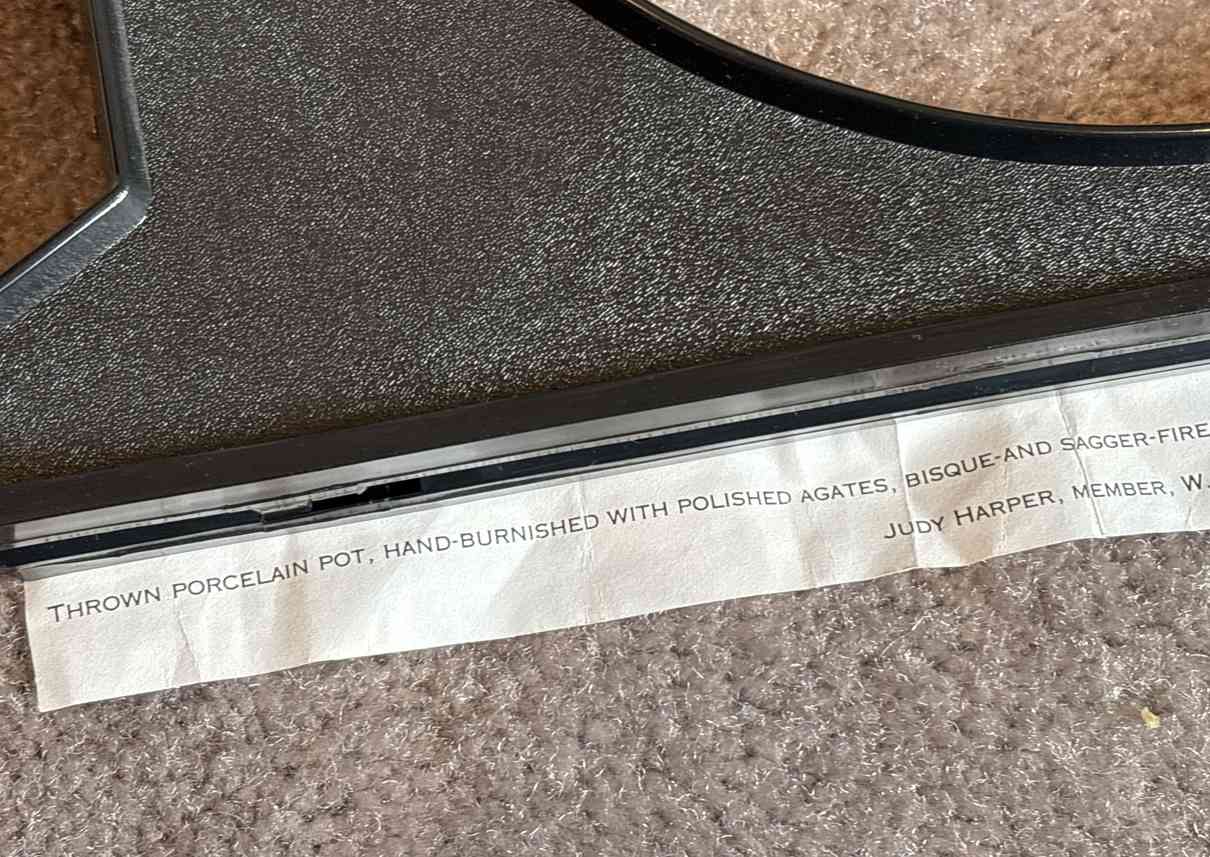 THROWN PORCELAIN POT, HAND-BURNISHED WITH POLISHED AGATES, BISQUE-AND SAGGER-FIRE
JUDY HARPER, MEMBER, W.